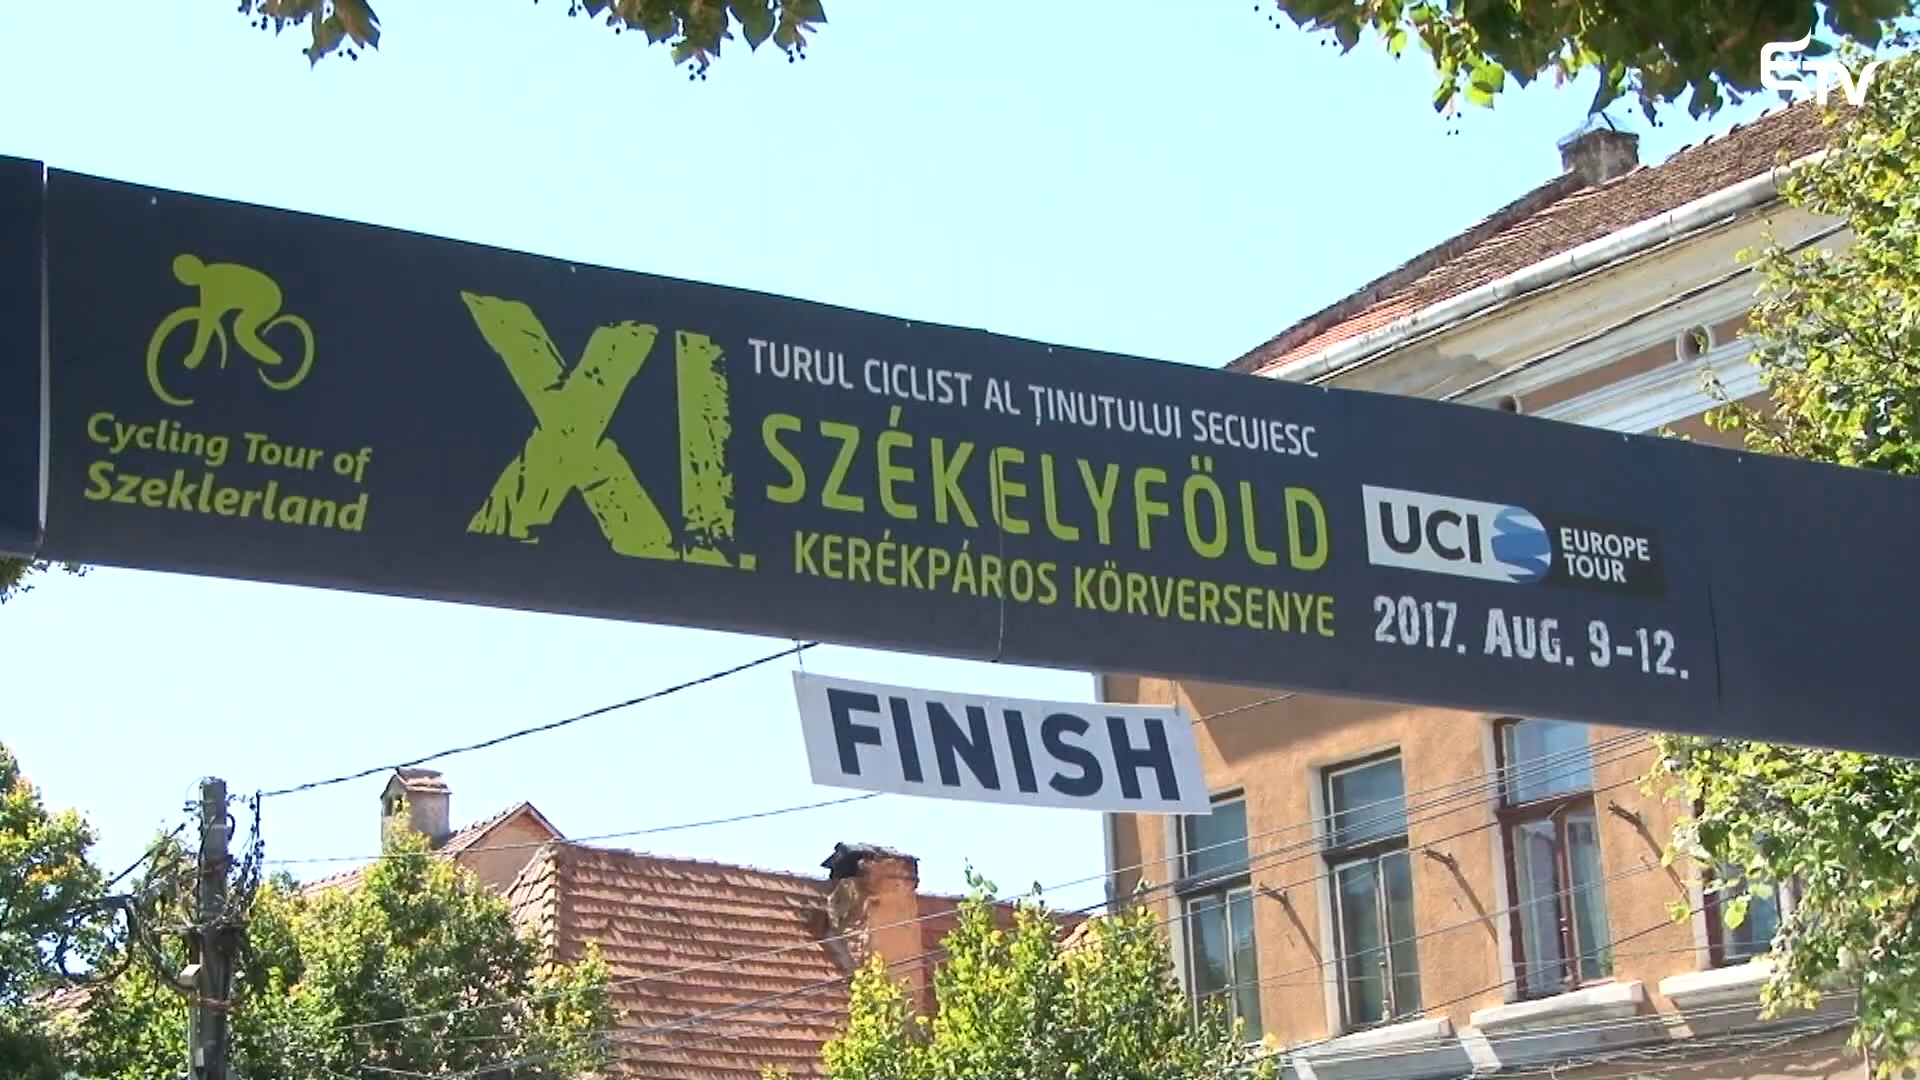 ETV
Cycling Tour of
Szeklerland
XI.
TURUL CICLIST AL ȚINUTULUI SECUIESC
SZÉKELYFÖLD
KERÉKPÁROS KÖRVERSENYE
UCI
EUROPE
TOUR
2017. AUG. 9-12.
FINISH